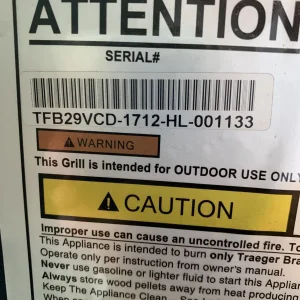 ATTENTION
SERIAL#
TFB29VCD-1712-HL-001133
WARNING
This Grill is intended for OUTDOOR USE ONLY
CAUTION
Improper use can cause an uncontrolled fire.
This Appliance is intended to burn only Traeger
Operate only per instruction from owner's manual.
Never use gasoline or lighter fluid to start this
Always store wood pellets away from heat
Keep The Appliance Clean